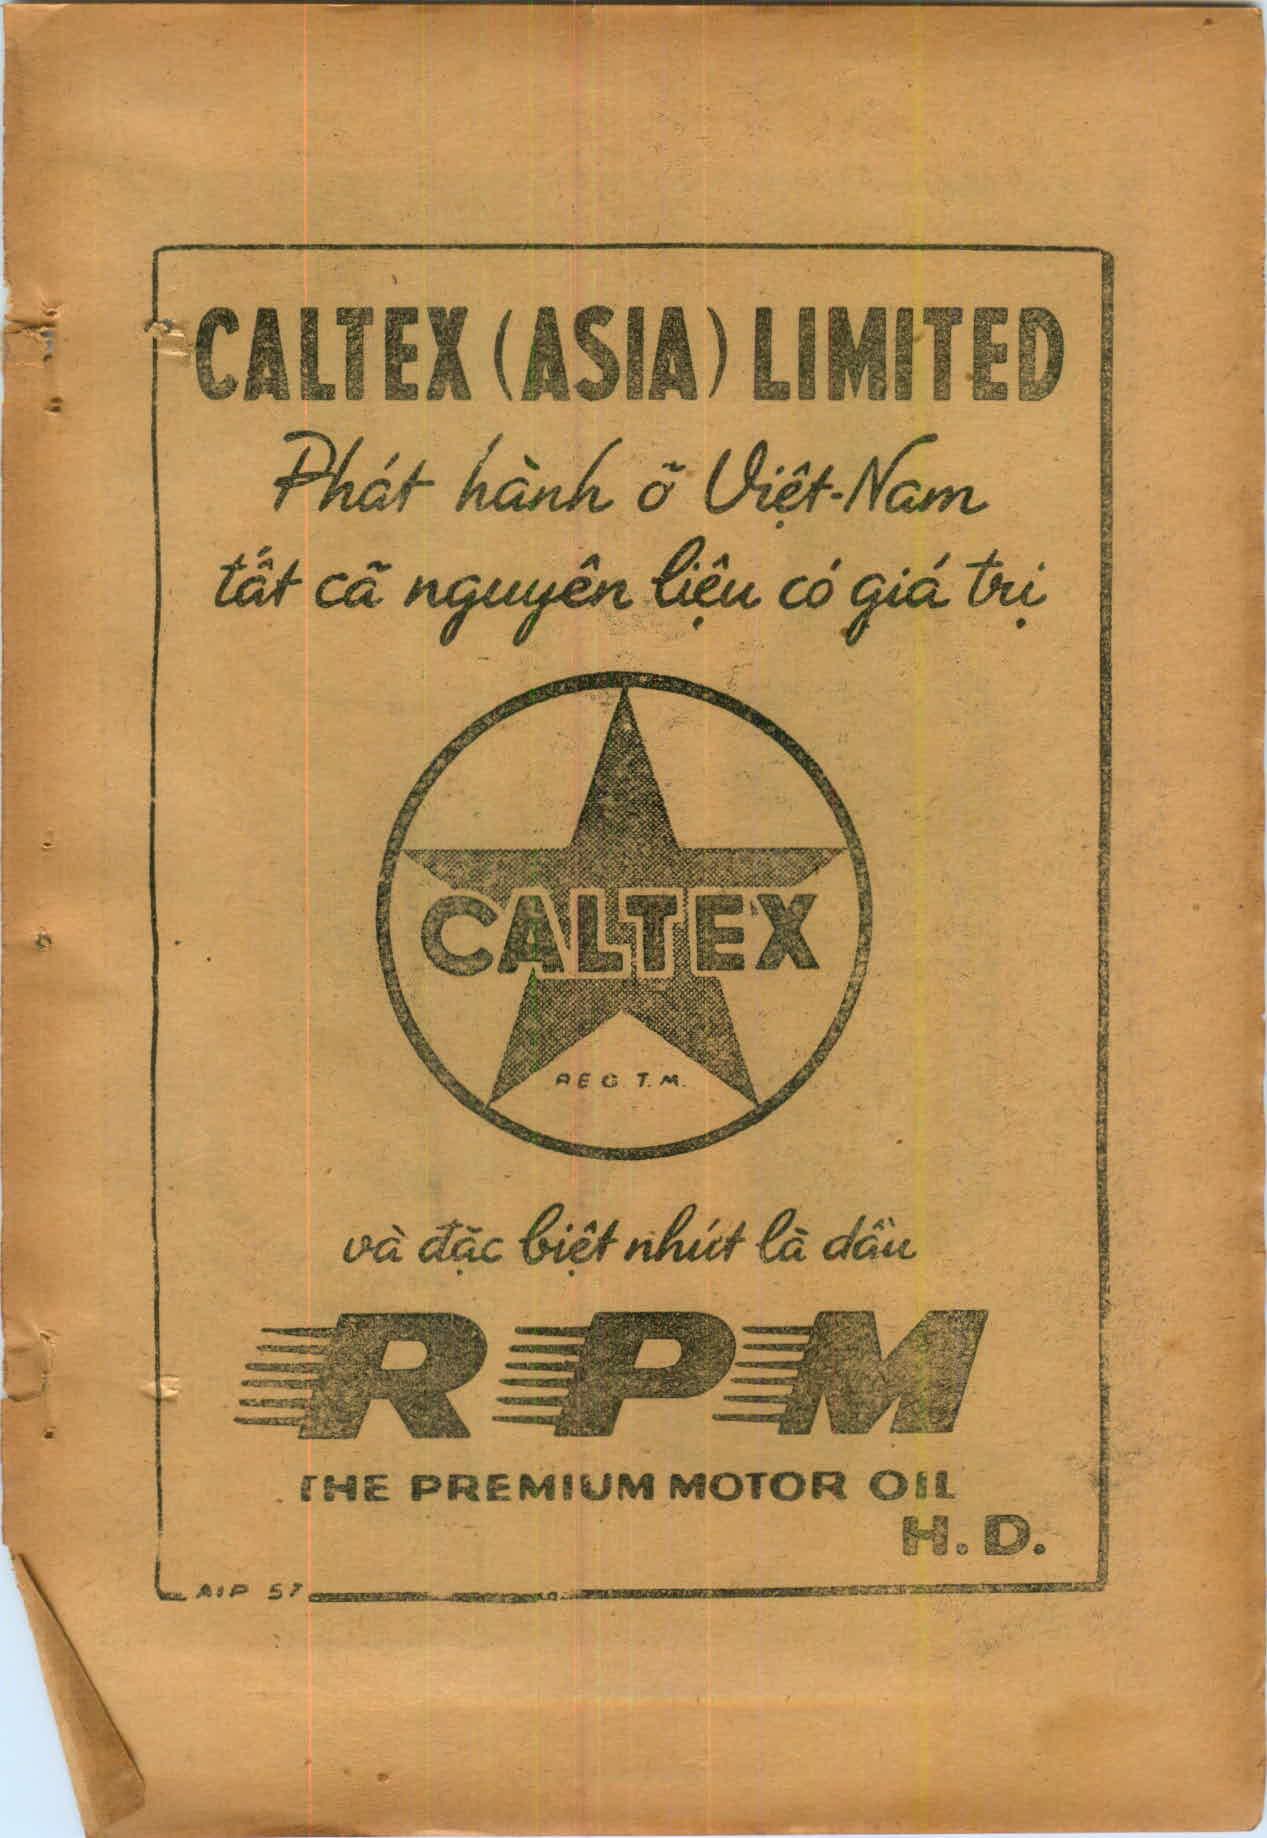 CALTEX (ASIA) LIMITED
Phát hành ỡ Việt-Nam
tất cã nguyên liệu có giá trị
CALTEX
REG. T.M.
và đặc biệt nhứt là dầu
RPM
THE PREMIUM MOTOR OIL
H.D.
AIP 57